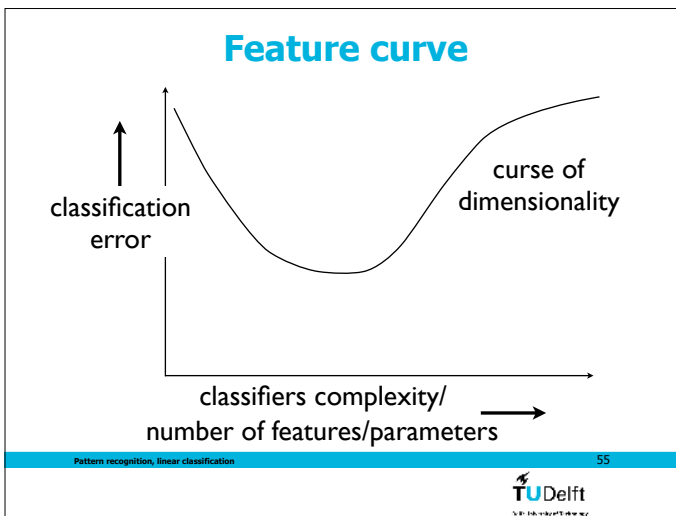 Feature curve
classification
error
curse of
dimensionality
classifiers complexity/
number of features/parameters
Pattern recognition, linear classification
55
TUDelft